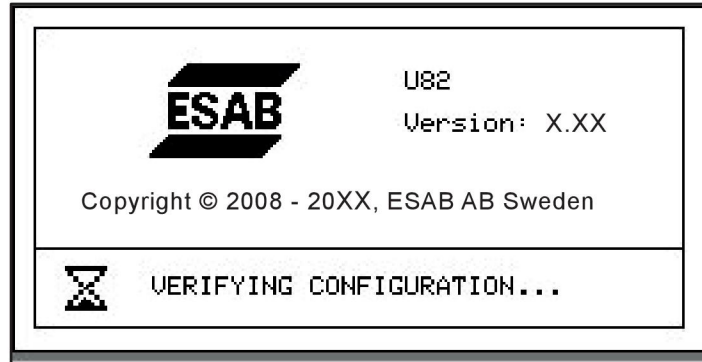 ESAB
U82
Version: X.XX
Copyright © 2008 - 20XX, ESAB AB Sweden
VERIFYING CONFIGURATION...